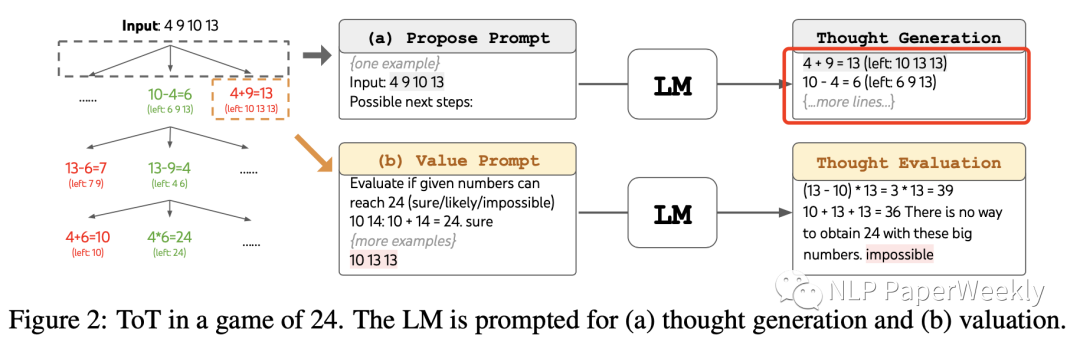 Input: 4 9 10 13
......
10-4=6
(left: 6 9 13)
4+9=13
(left: 10 13 13)
13-6=7
(left: 7 9)
13-9=4
(left: 4 6)
......
4+6=10
(left: 10)
4*6=24
(left: 24)
......
(a) Propose Prompt
{one example}
Input: 4 9 10 13
Possible next steps:
LM
Thought Generation
4 + 9 = 13 (left: 10 13 13)
10 - 4 = 6 (left: 6 9 13)
{...more lines...}
(b) Value Prompt
Evaluate if given numbers can
reach 24 (sure/likely/impossible)
10 14: 10 + 14 = 24. sure
{more examples}
10 13 13
LM
Thought Evaluation
(13 - 10) * 13 = 3 * 13 = 39
10 + 13 + 13 = 36 There is no way
to obtain 24 with these big
numbers. impossible
NLP PaperWeekly
Figure 2: ToT in a game of 24. The LM is prompted for (a) thought generation and (b) valuation.